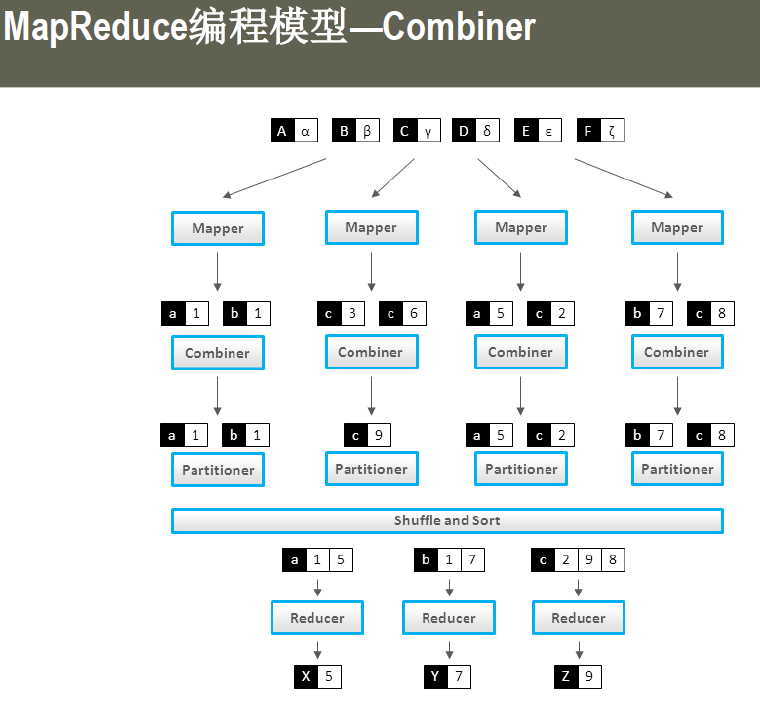 MapReduce编程模型—Combiner
A α B β C γ D δ E ε F ζ
Mapper Mapper Mapper Mapper
a 1 b 1 c 3 c 6 a 5 c 2 b 7 c 8
Combiner Combiner Combiner Combiner
a 1 b 1 c 9 a 5 c 2 b 7 c 8
Partitioner Partitioner Partitioner Partitioner
Shuffle and Sort
a 1 5 b 1 7 c 2 9 8
Reducer Reducer Reducer
X 5 Y 7 Z 9